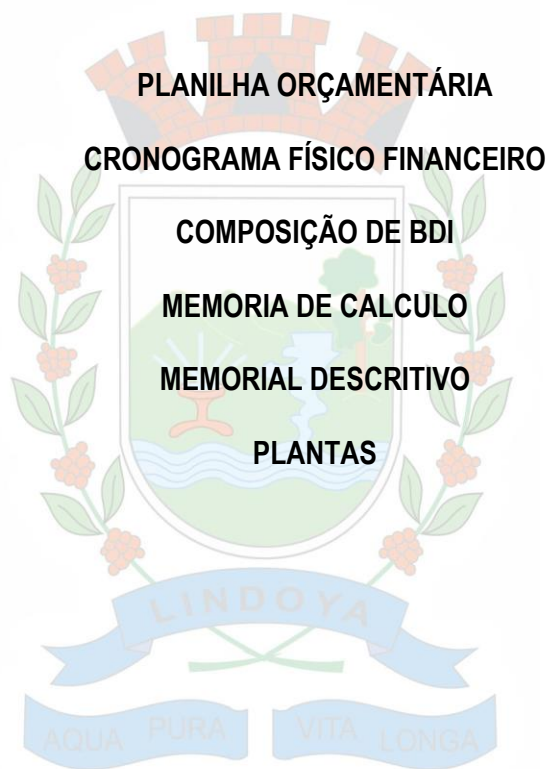 PLANILHA ORÇAMENTÁRIA
CRONOGRAMA FÍSICO FINANCEIRO
COMPOSIÇÃO DE BDI
MEMORIA DE CALCULO
MEMORIAL DESCRITIVO
PLANTAS
LINDOYA
AQUA PURA VITA LONGA